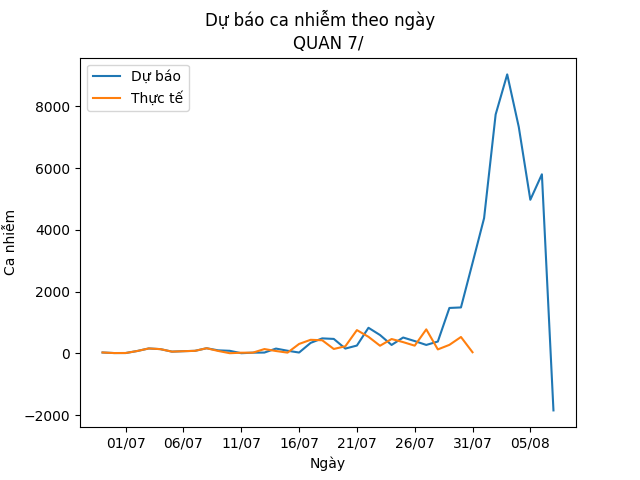 Dự báo ca nhiễm theo ngày
QUAN 7/
Dự báo
Thực tế
Ca nhiễm
8000
6000
4000
2000
0
−2000
01/07
06/07
11/07
16/07
21/07
26/07
31/07
05/08
Ngày